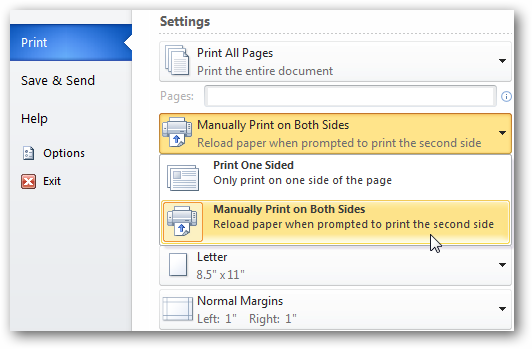 Print
Save & Send
Help
Options
Exit
Settings
Print All Pages
Print the entire document
Pages:
Manually Print on Both Sides
Reload paper when prompted to print the second side
Print One Sided
Only print on one side of the page
Manually Print on Both Sides
Reload paper when prompted to print the second side
Letter
8.5" x 11"
Normal Margins
Left: 1" Right: 1"